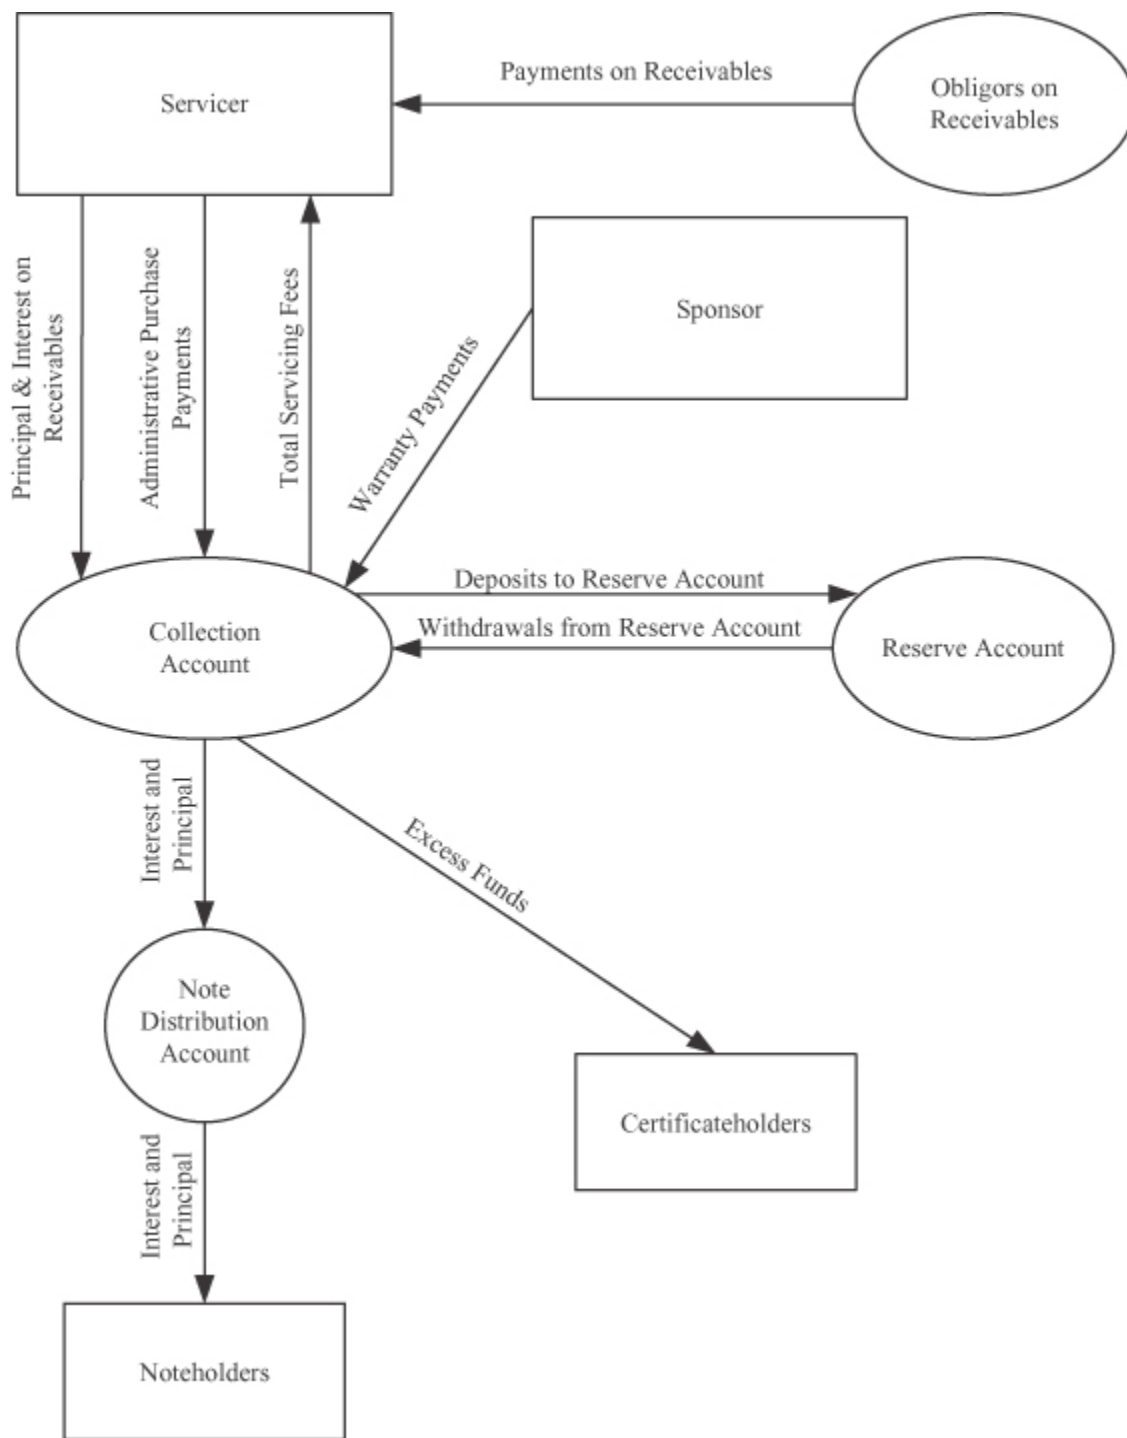 Servicer
Payments on Receivables
Obligors on
Receivables
Principal & Interest on
Receivables
Administrative Purchase
Payments
Total Servicing Fees
Sponsor
Warranty Payments
Collection
Account
Deposits to Reserve Account
Withdrawals from Reserve Account
Reserve Account
Interest and
Principal
Excess Funds
Note
Distribution
Account
Certificateholders
Interest and
Principal
Noteholders